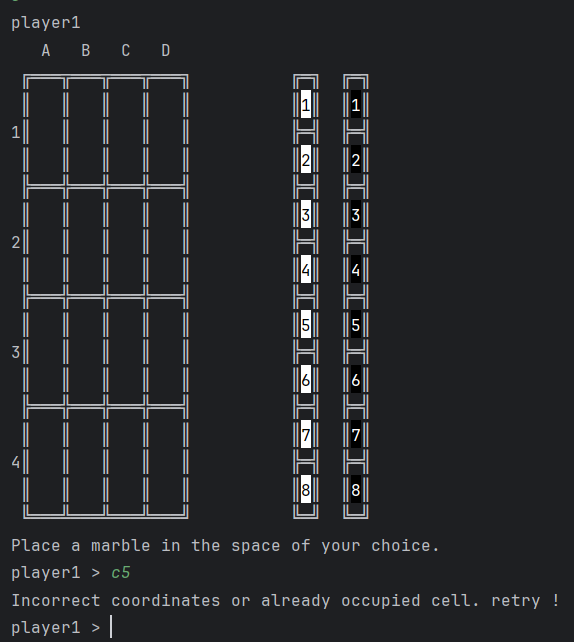 player1
A B C D
1 1
1
2 2
3 3
2
4 4
5 5
3
6 6
7 7
4
8 8
Place a marble in the space of your choice.
player1 > c5
Incorrect coordinates or already occupied cell. retry !
player1 >